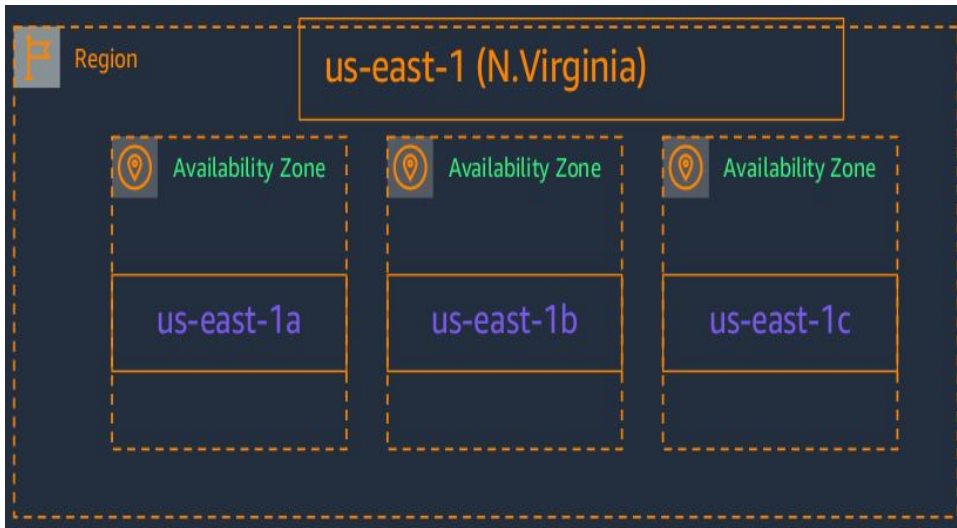 Region
us-east-1 (N.Virginia)
Availability Zone
Availability Zone
Availability Zone
us-east-1a
us-east-1b
us-east-1c